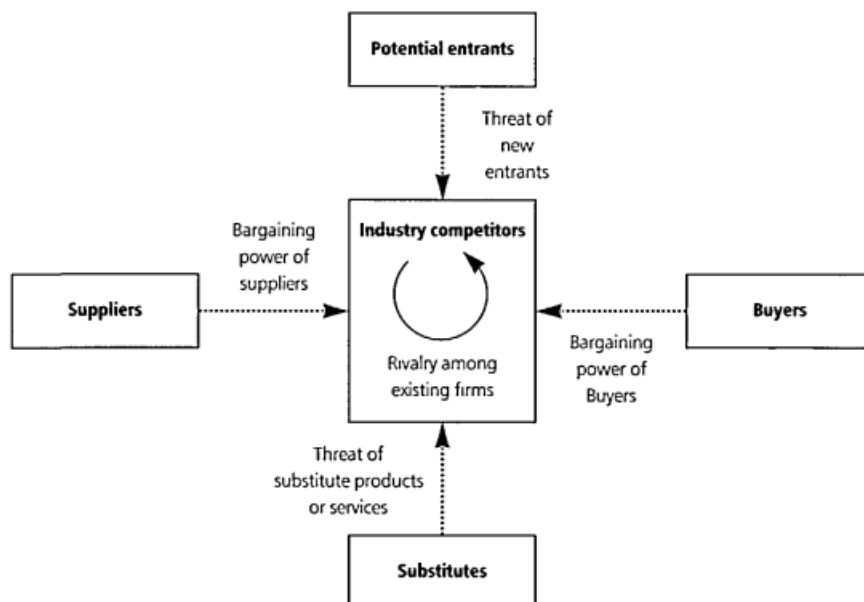 Potential entrants
Threat of
new
entrants
Industry competitors
Bargaining
power of
suppliers
Suppliers
Buyers
Rivalry among
existing firms
Bargaining
power of
Buyers
Threat of
substitute products
or services
Substitutes